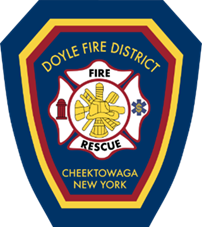 DOYLE FIRE DISTRICT
FIRE
RESCUE
CHEEKTOWAGA
NEW YORK